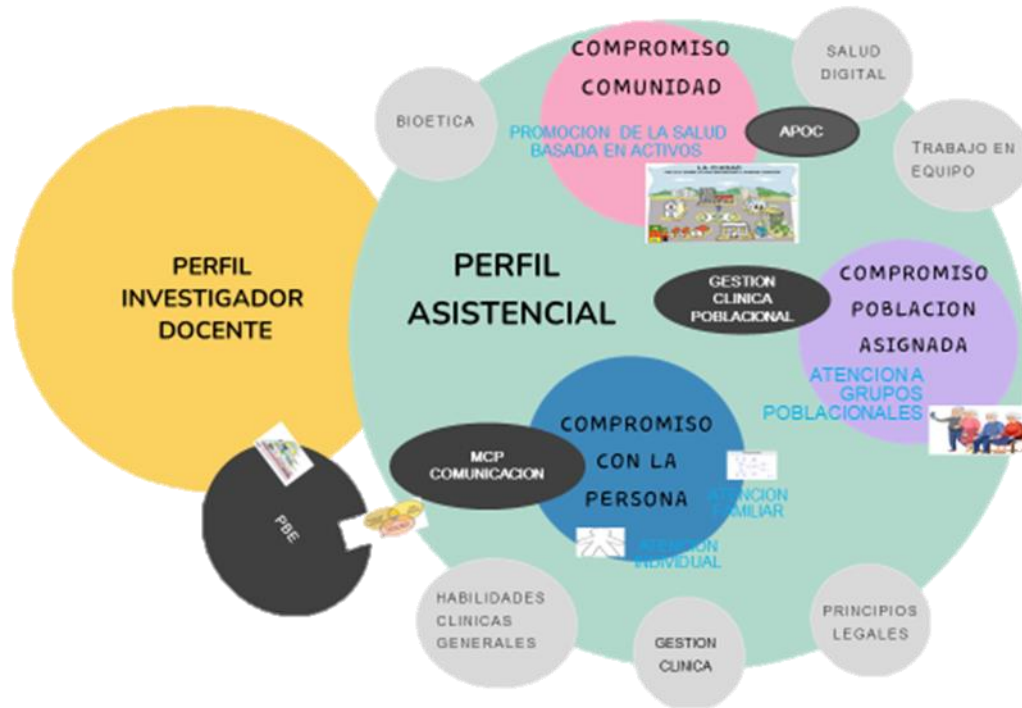 COMPROMISO
COMUNIDAD
SALUD
DIGITAL
BIOETICA
PROMOCION DE LA SALUD
BASADA EN ACTIVOS
APOC
TRABAJO EN
EQUIPO
LA CIUDAD
PERFIL
INVESTIGADOR
DOCENTE
PERFIL
ASISTENCIAL
GESTION
CLINICA
POBLACIONAL
COMPROMISO
POBLACION
ASIGNADA
ATENCION A
GRUPOS
POBLACIONALES
MCP
COMUNICACION
COMPROMISO
CON LA
PERSONA
ATENCION
FAMILIAR
ATENCION
INDIVIDUAL
PBE
HABILIDADES
CLINICAS
GENERALES
GESTION
CLINICA
PRINCIPIOS
LEGALES